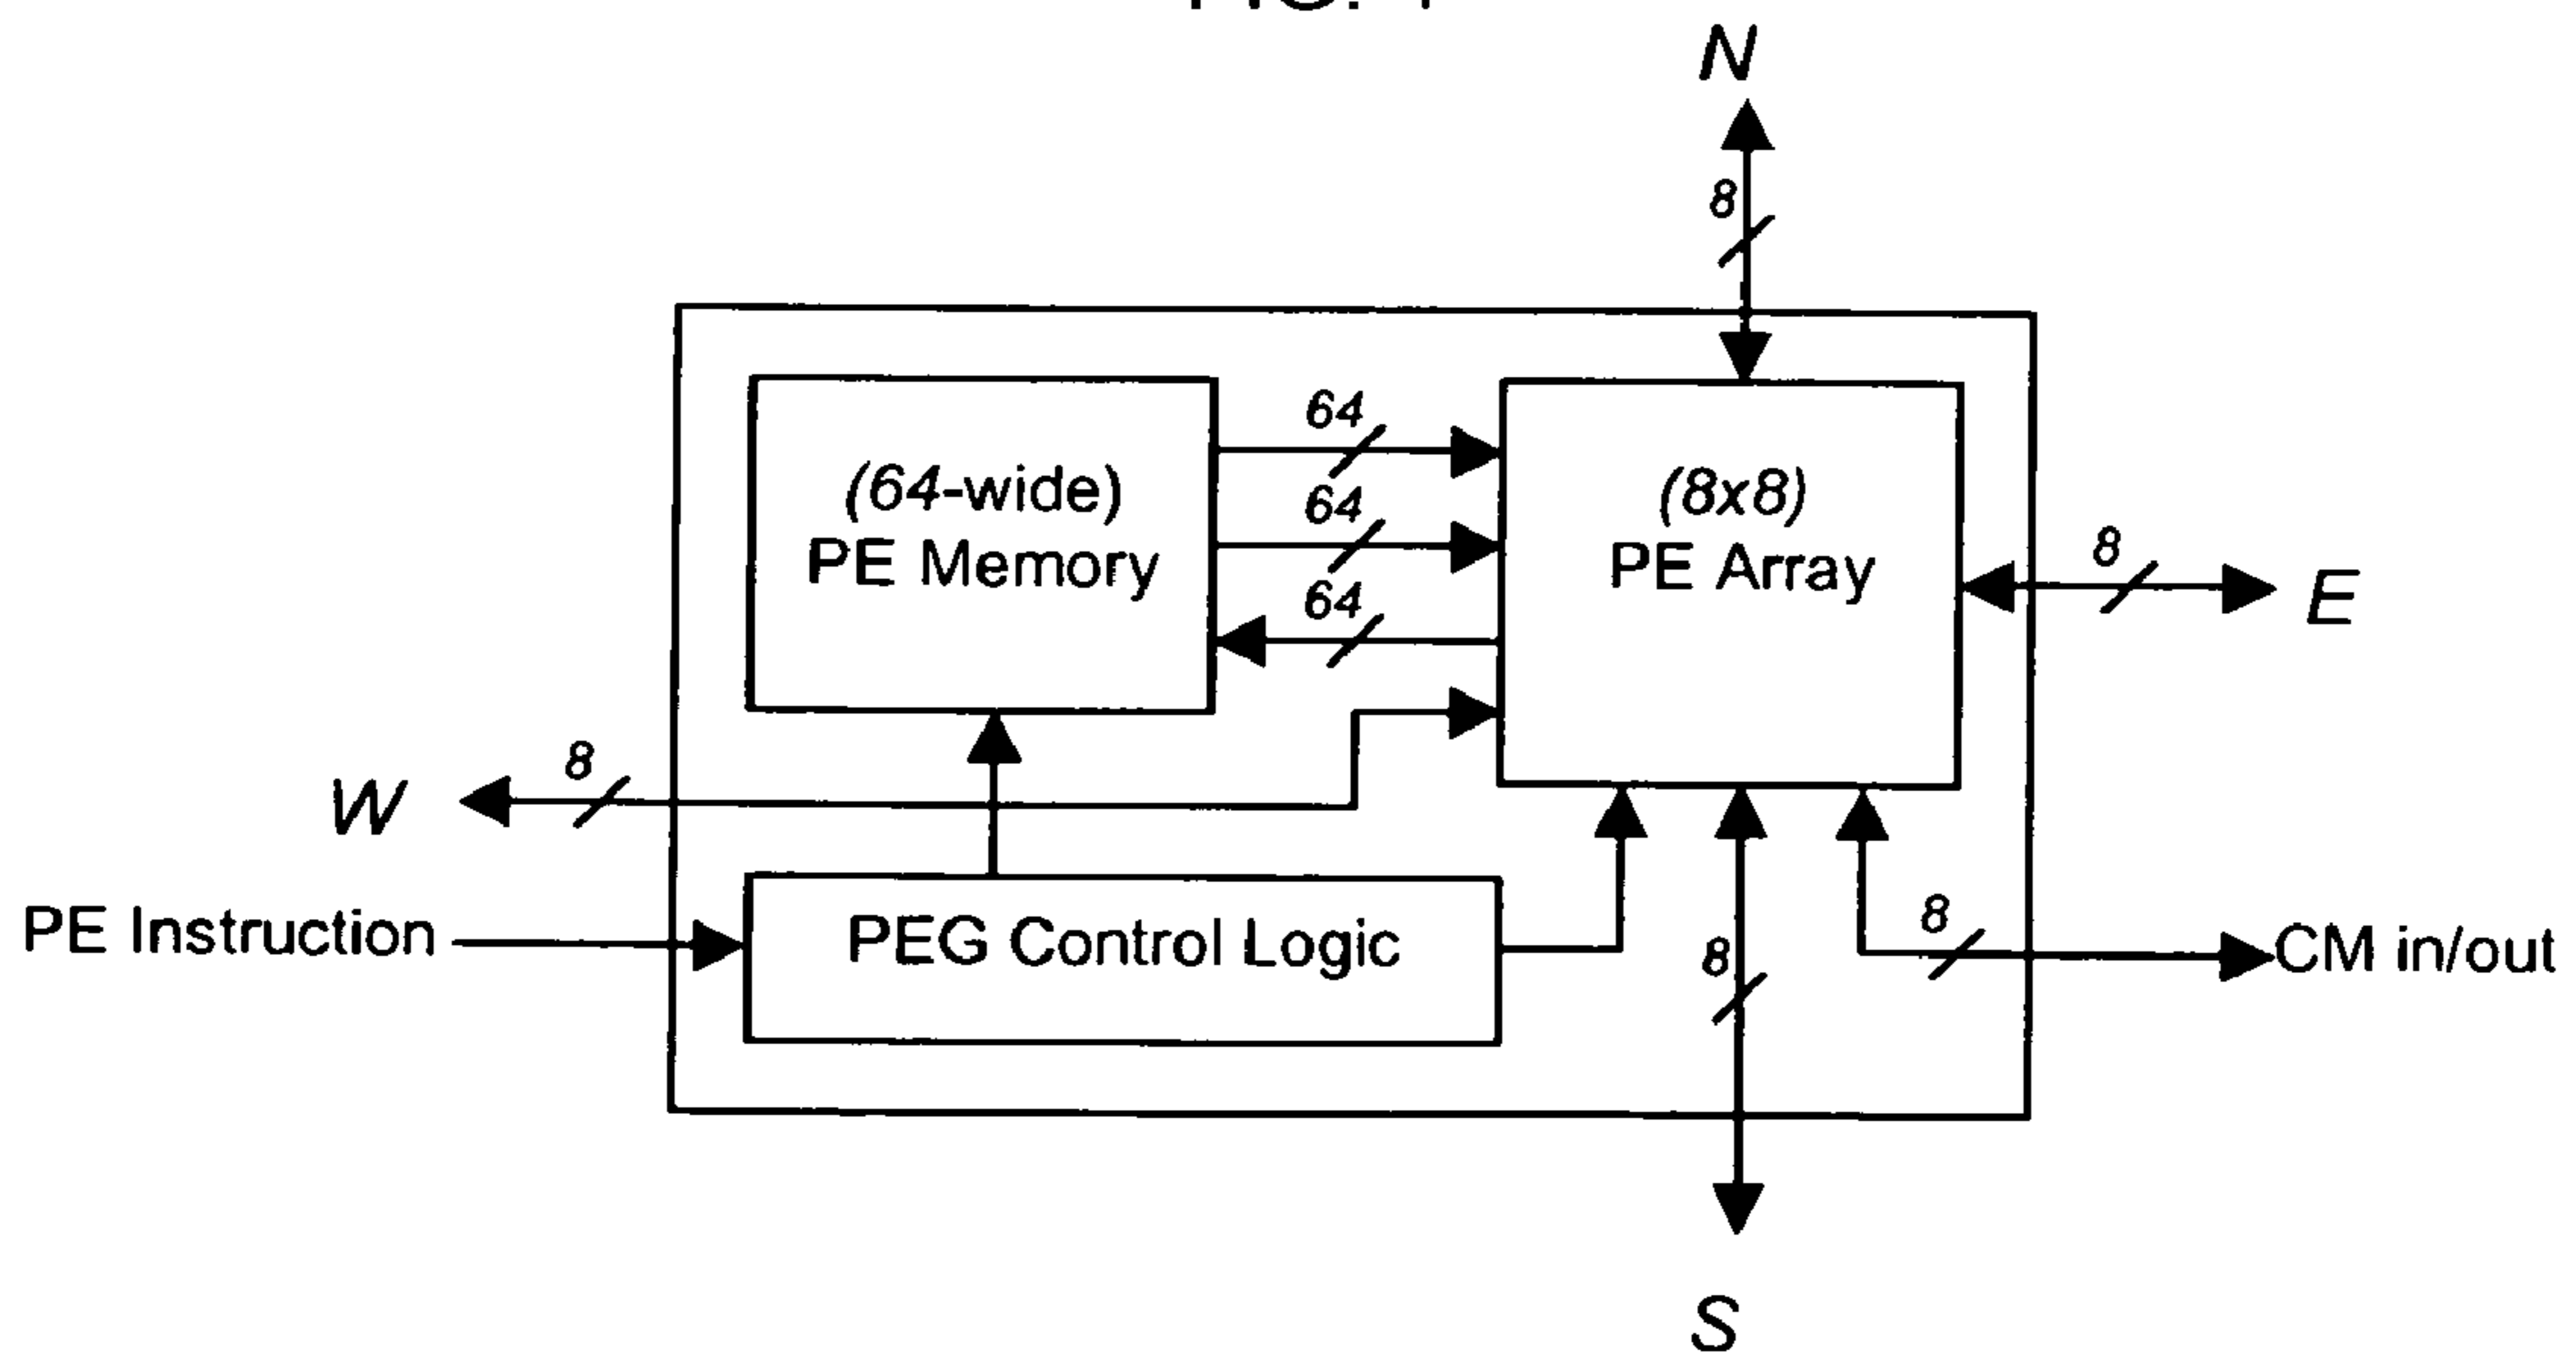 N
8
64
(64-wide)
PE Memory
64
64
(8x8)
PE Array
8
E
W
8
PE Instruction
PEG Control Logic
8
8
CM in/out
S